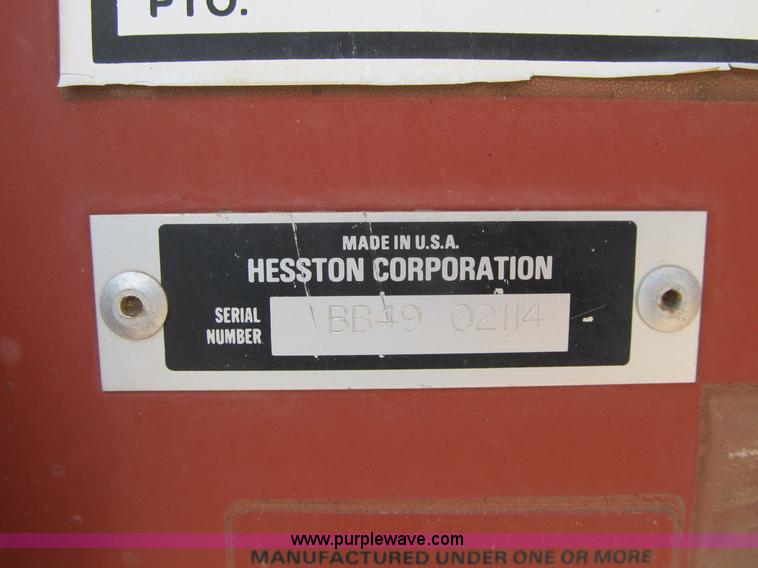 PTO.
MADE IN U.S.A.
HESSTON CORPORATION
SERIAL
NUMBER
BB49 02114
www.purplewave.com
MANUFACTURED UNDER ONE OR MORE